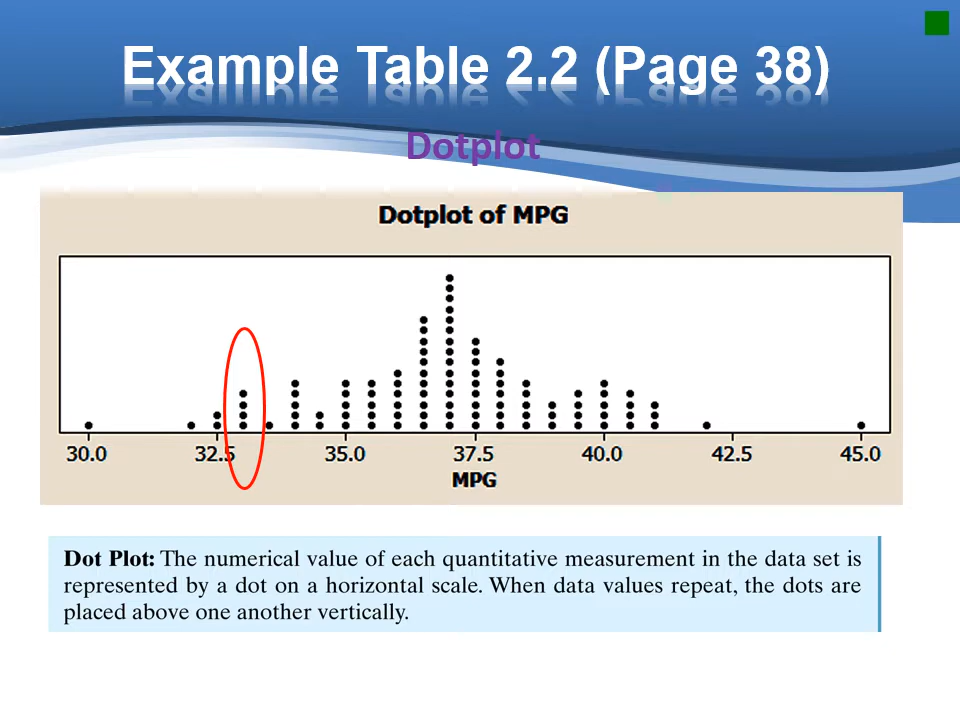 Example Table 2.2 (Page 38)
Dotplot
Dotplot of MPG
30.0 32.5 35.0 37.5 40.0 42.5 45.0
MPG
Dot Plot: The numerical value of each quantitative measurement in the data set is
represented by a dot on a horizontal scale. When data values repeat, the dots are
placed above one another vertically.